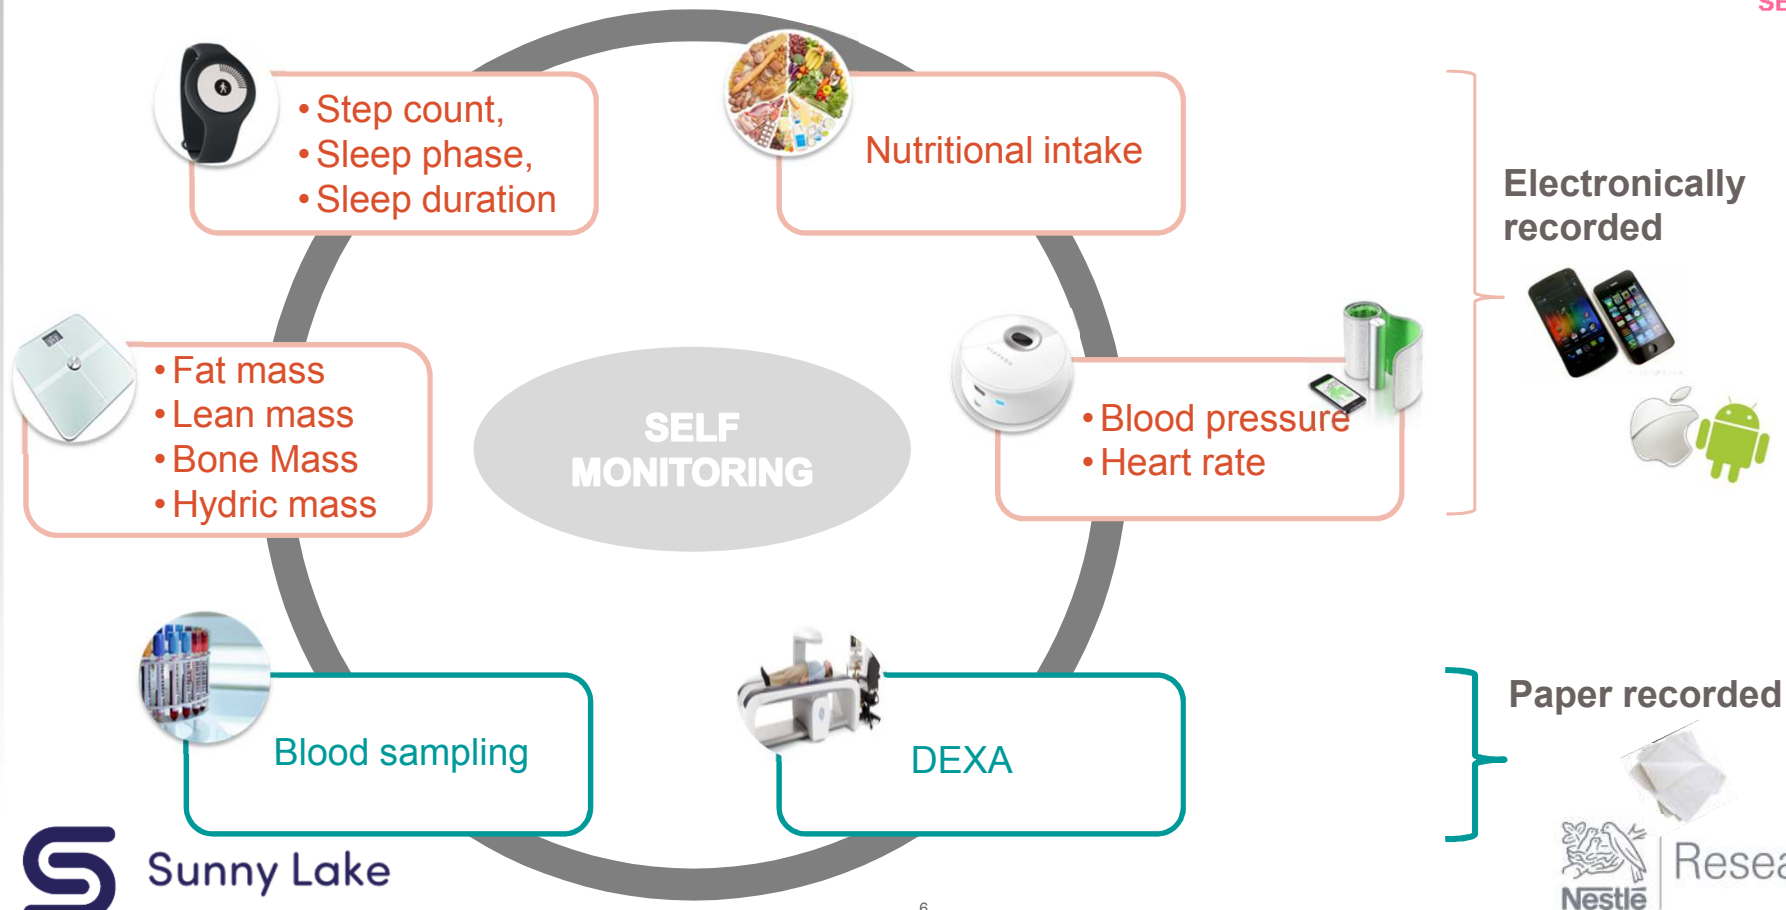 SE
• Step count,
• Sleep phase,
• Sleep duration
Nutritional intake
Electronically
recorded
• Fat mass
• Lean mass
• Bone Mass
• Hydric mass
SELF
MONITORING
• Blood pressure
• Heart rate
Blood sampling
DEXA
Paper recorded
Sunny Lake
6
Nestlé
Resea